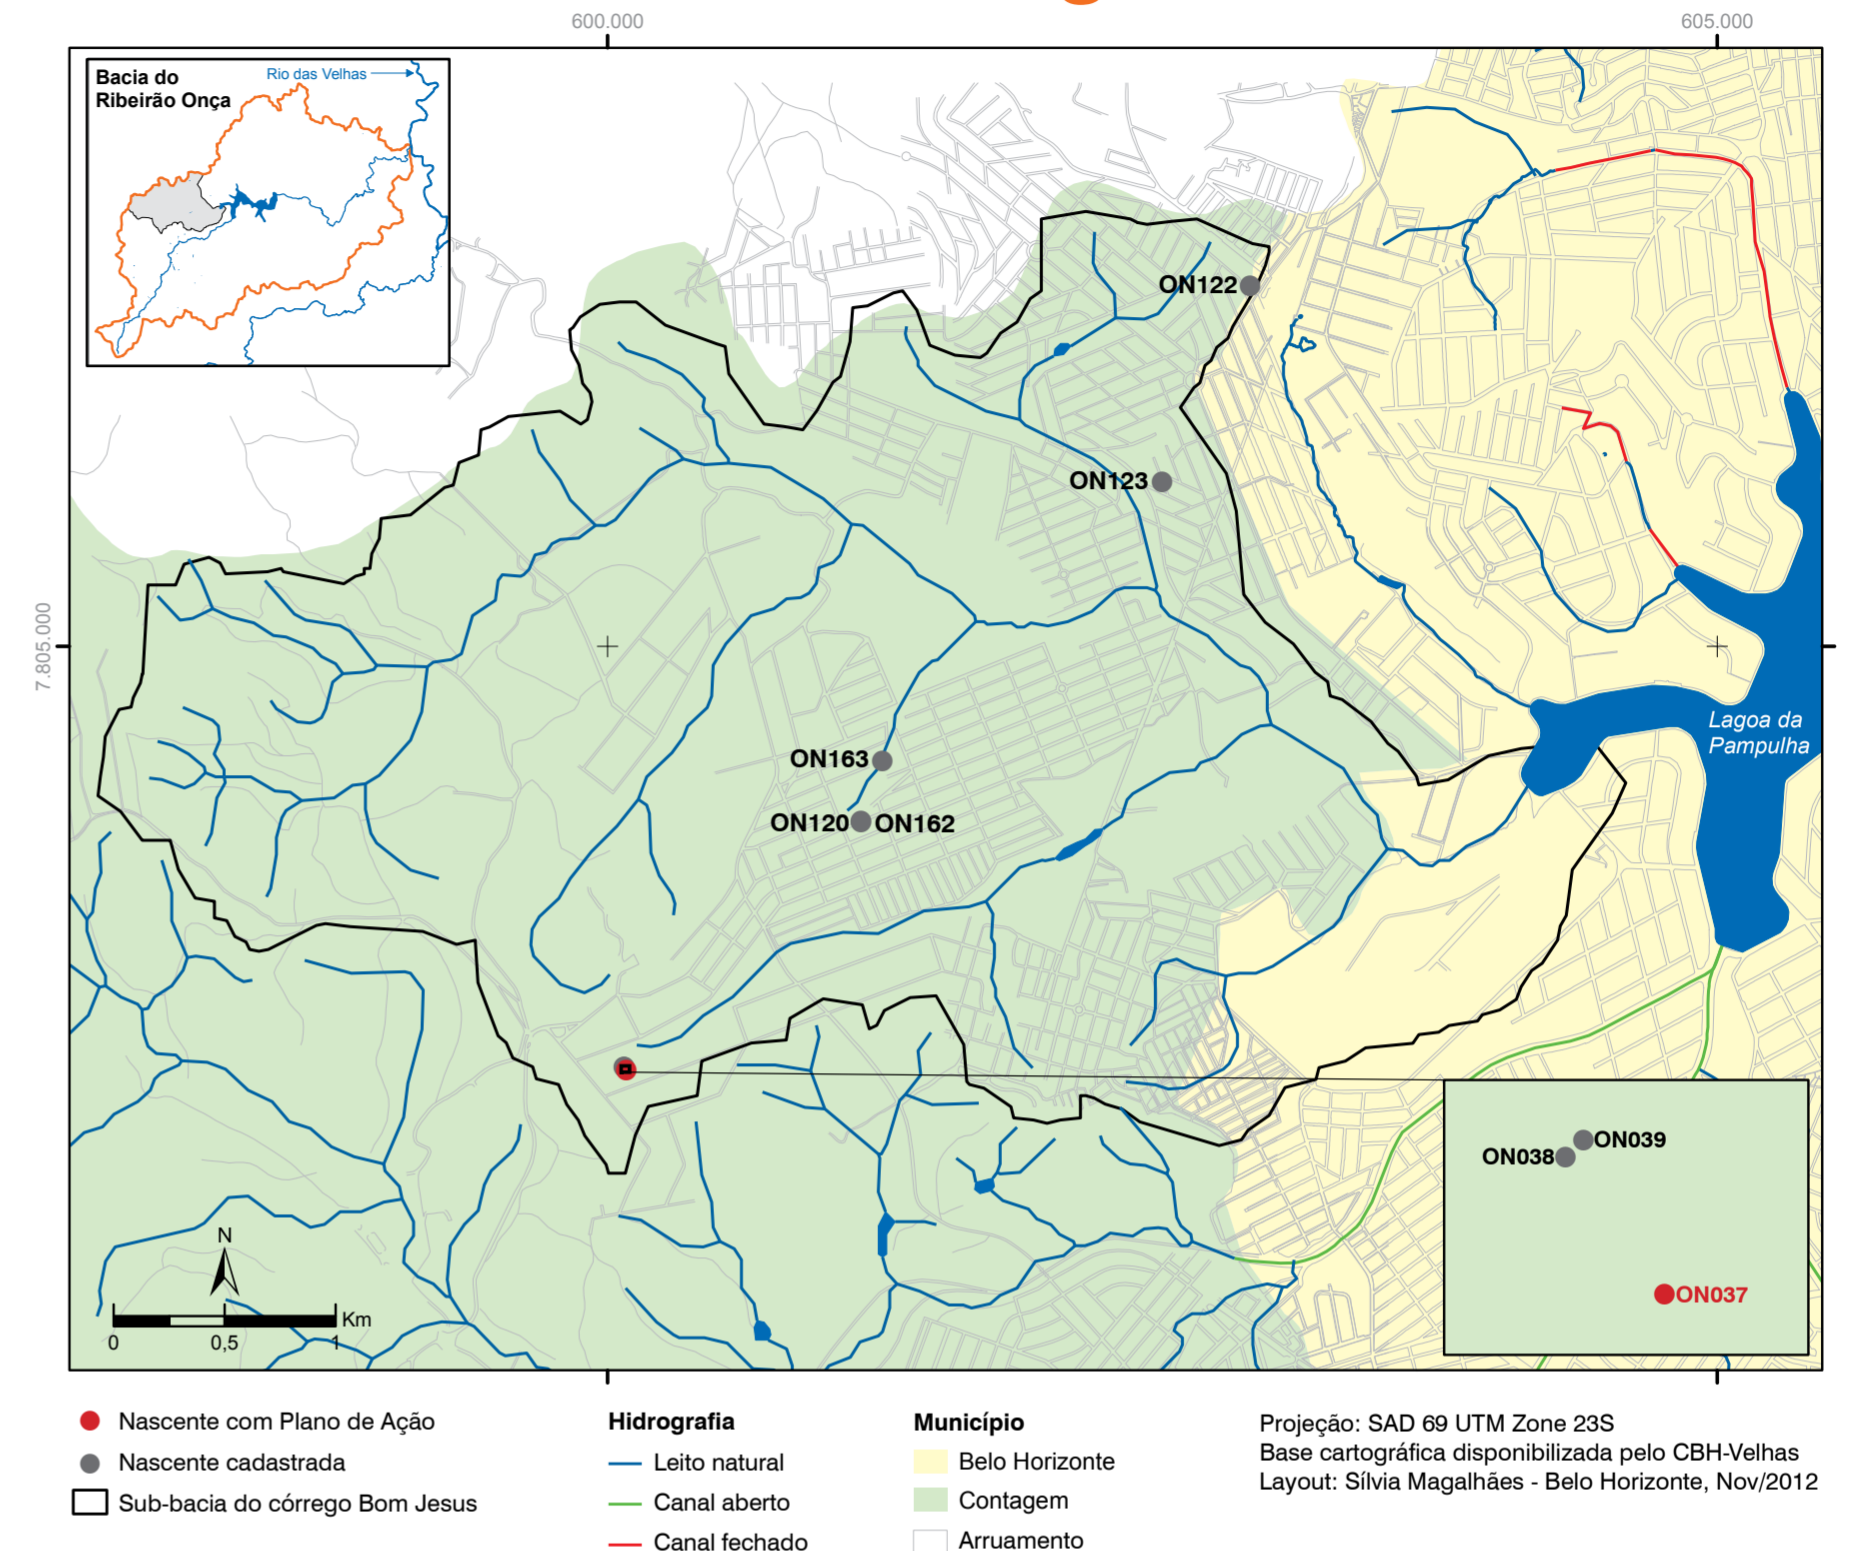 600.000
605.000
Bacia do
Ribeirão Onça
Rio das Velhas
ON122
ON123
7.805.000
Lagoa da
Pampulha
ON163
ON120
ON162
ON039
ON038
ON037
N
Km
0
0,5
1
Nascente com Plano de Ação
Nascente cadastrada
Sub-bacia do córrego Bom Jesus
Hidrografia
Leito natural
Canal aberto
Canal fechado
Município
Belo Horizonte
Contagem
Arruamento
Projeção: SAD 69 UTM Zone 23S
Base cartográfica disponibilizada pelo CBH-Velhas
Layout: Sílvia Magalhães - Belo Horizonte, Nov/2012